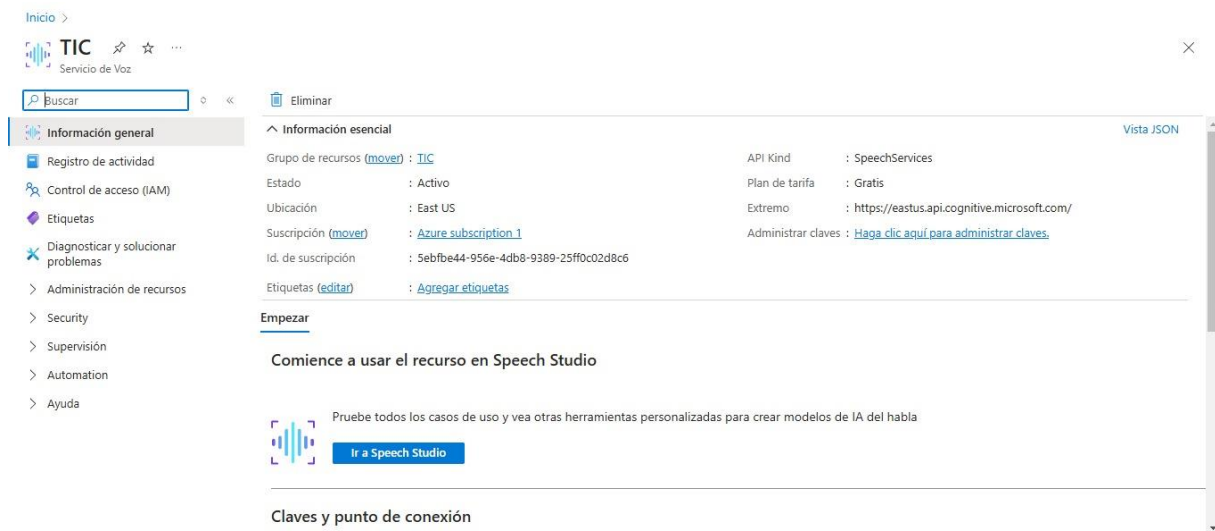 Inicio >
TIC
Servicio de Voz
Buscar
Eliminar
Información general
Registro de actividad
Control de acceso (IAM)
Etiquetas
Diagnosticar y solucionar
problemas
Administración de recursos
Security
Supervisión
Automation
Ayuda
Información esencial
Vista JSON
Grupo de recursos (mover) : TIC
Estado : Activo
Ubicación : East US
Suscripción (mover) : Azure subscription 1
Id. de suscripción : 5ebfbe44-956e-4db8-9389-25ff0c02d8c6
Etiquetas (editar) : Agregar etiquetas
API Kind : SpeechServices
Plan de tarifa : Gratis
Extremo : https://eastus.api.cognitive.microsoft.com/
Administrar claves : Haga clic aquí para administrar claves.
Empezar
Comience a usar el recurso en Speech Studio
Pruebe todos los casos de uso y vea otras herramientas personalizadas para crear modelos de IA del habla
Ir a Speech Studio
Claves y punto de conexión